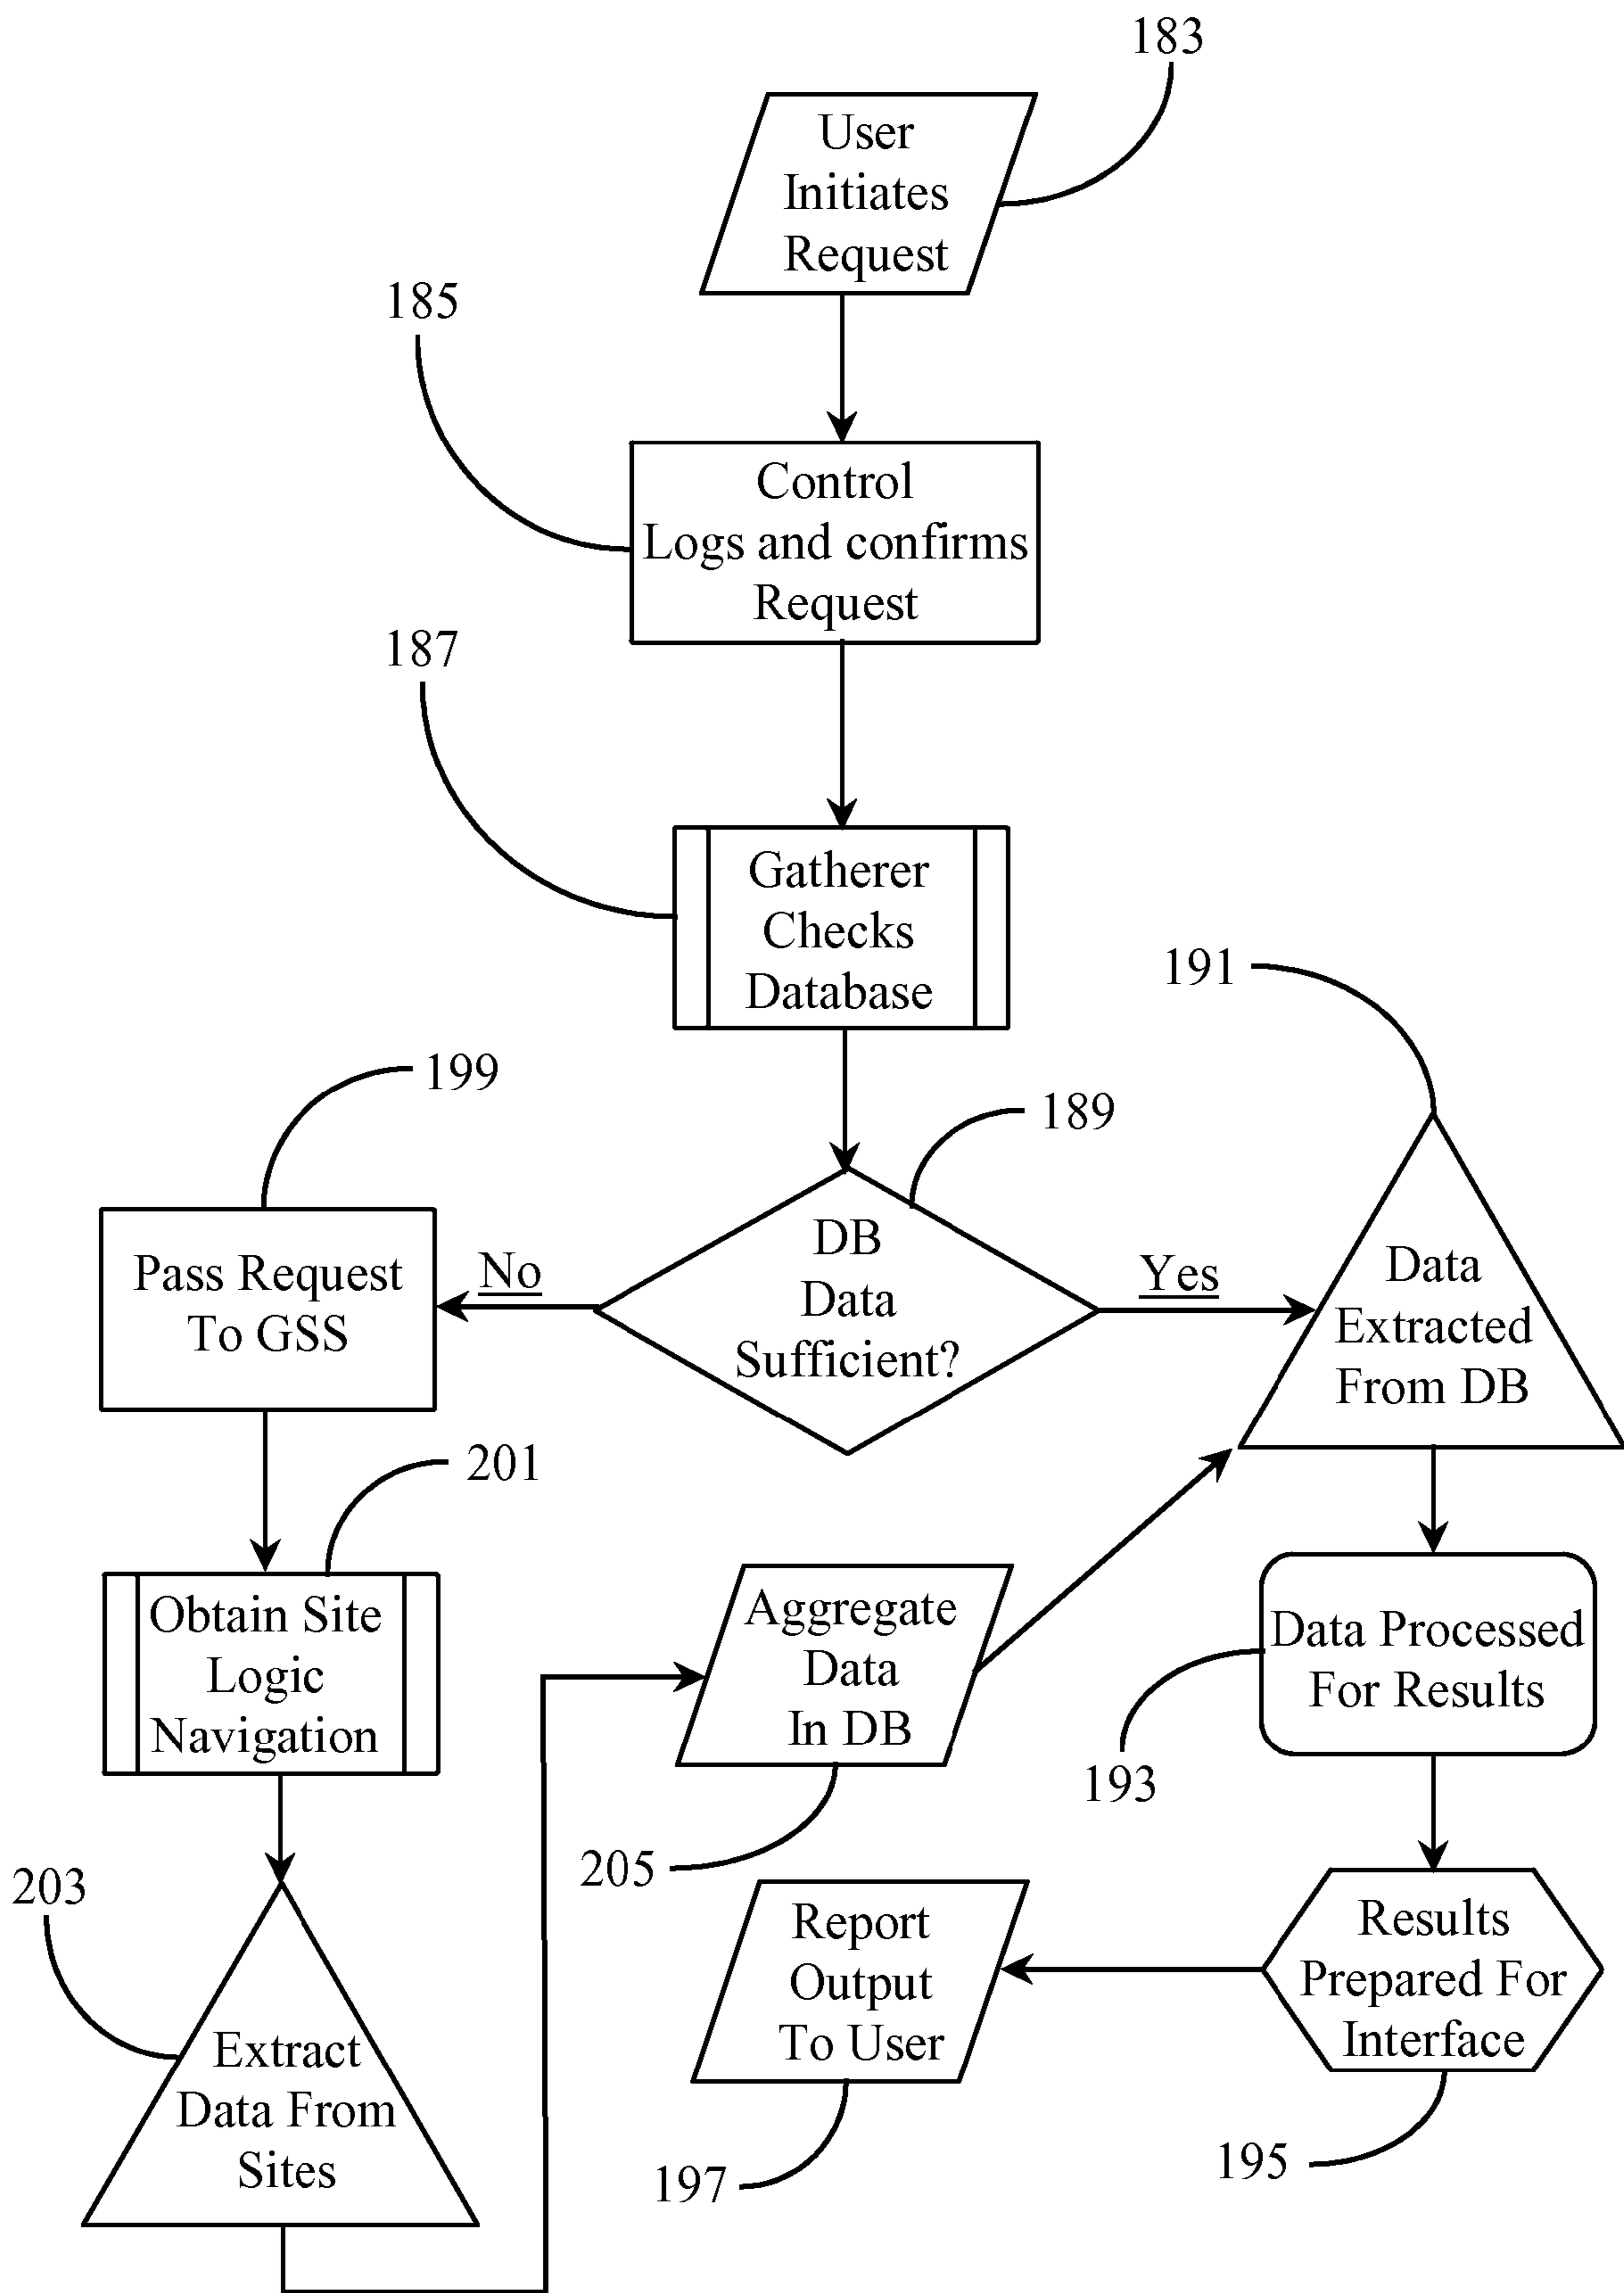 183
User
Initiates
Request
185
Control
Logs and confirms
Request
187
Gatherer
Checks
Database
191
199
189
Pass Request
To GSS
No
DB
Data
Sufficient?
Yes
Data
Extracted
From DB
201
Obtain Site
Logic
Navigation
Aggregate
Data
In DB
Data Processed
For Results
193
205
203
Extract
Data From
Sites
Report
Output
To User
Results
Prepared For
Interface
197
195